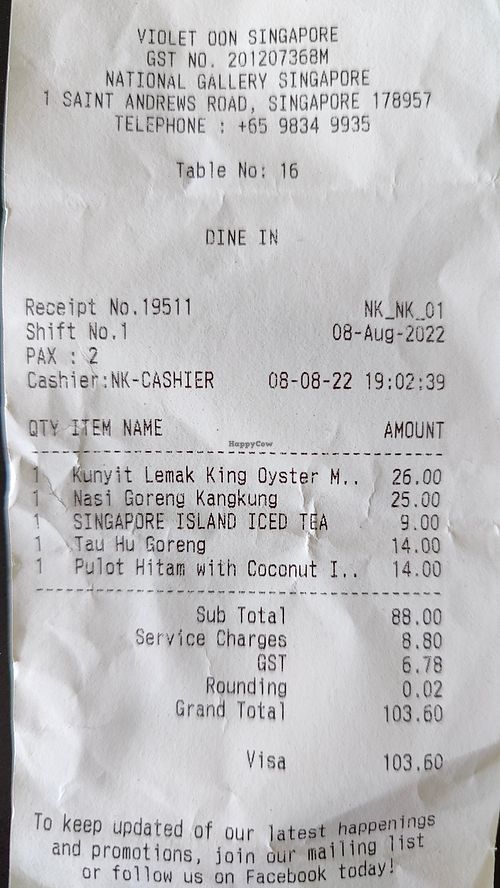 VIOLET OON SINGAPORE
GST NO. 201207368M
NATIONAL GALLERY SINGAPORE
1 SAINT ANDREWS ROAD, SINGAPORE 178957
TELEPHONE : +65 9834 9935
Table No: 16
DINE IN
Receipt No.19511 NK_NK_01
Shift No.1 08-Aug-2022
PAX : 2
Cashier:NK-CASHIER 08-08-22 19:02:39
QTY ITEM NAME AMOUNT
HappyCow
1 Kunyit Lemak King Oyster M.. 26.00
1 Nasi Goreng Kangkung 25.00
1 SINGAPORE ISLAND ICED TEA 9.00
1 Tau Hu Goreng 14.00
1 Pulot Hitam with Coconut I.. 14.00
Sub Total 88.00
Service Charges 8.80
GST 6.78
Rounding 0.02
Grand Total 103.60
Visa 103.60
To keep updated of our latest happenings
and promotions, join our mailing list
or follow us on Facebook today!